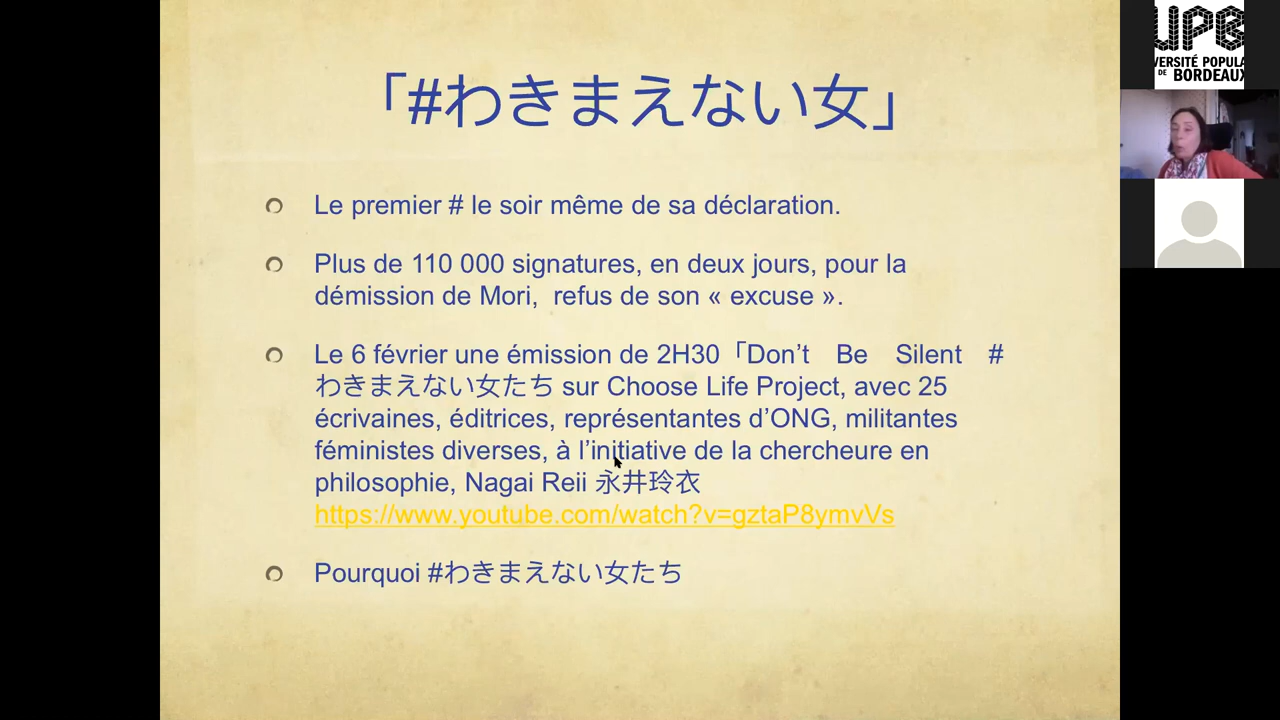 「#わきまえない女」
Le premier # le soir même de sa déclaration.
Plus de 110 000 signatures, en deux jours, pour la
démission de Mori,  refus de son « excuse ».
Le 6 février une émission de 2H30「Don't　Be　Silent　#
わきまえない女たち sur Choose Life Project, avec 25
écrivaines, éditrices, représentantes d'ONG, militantes
féministes diverses, à l'initiative de la chercheure en
philosophie, Nagai Reii 永井玲衣
https://www.youtube.com/watch?v=gztaP8ymvVs
Pourquoi #わきまえない女たち
UPB
VERSITÉ POPULA
DE BORDEAUX